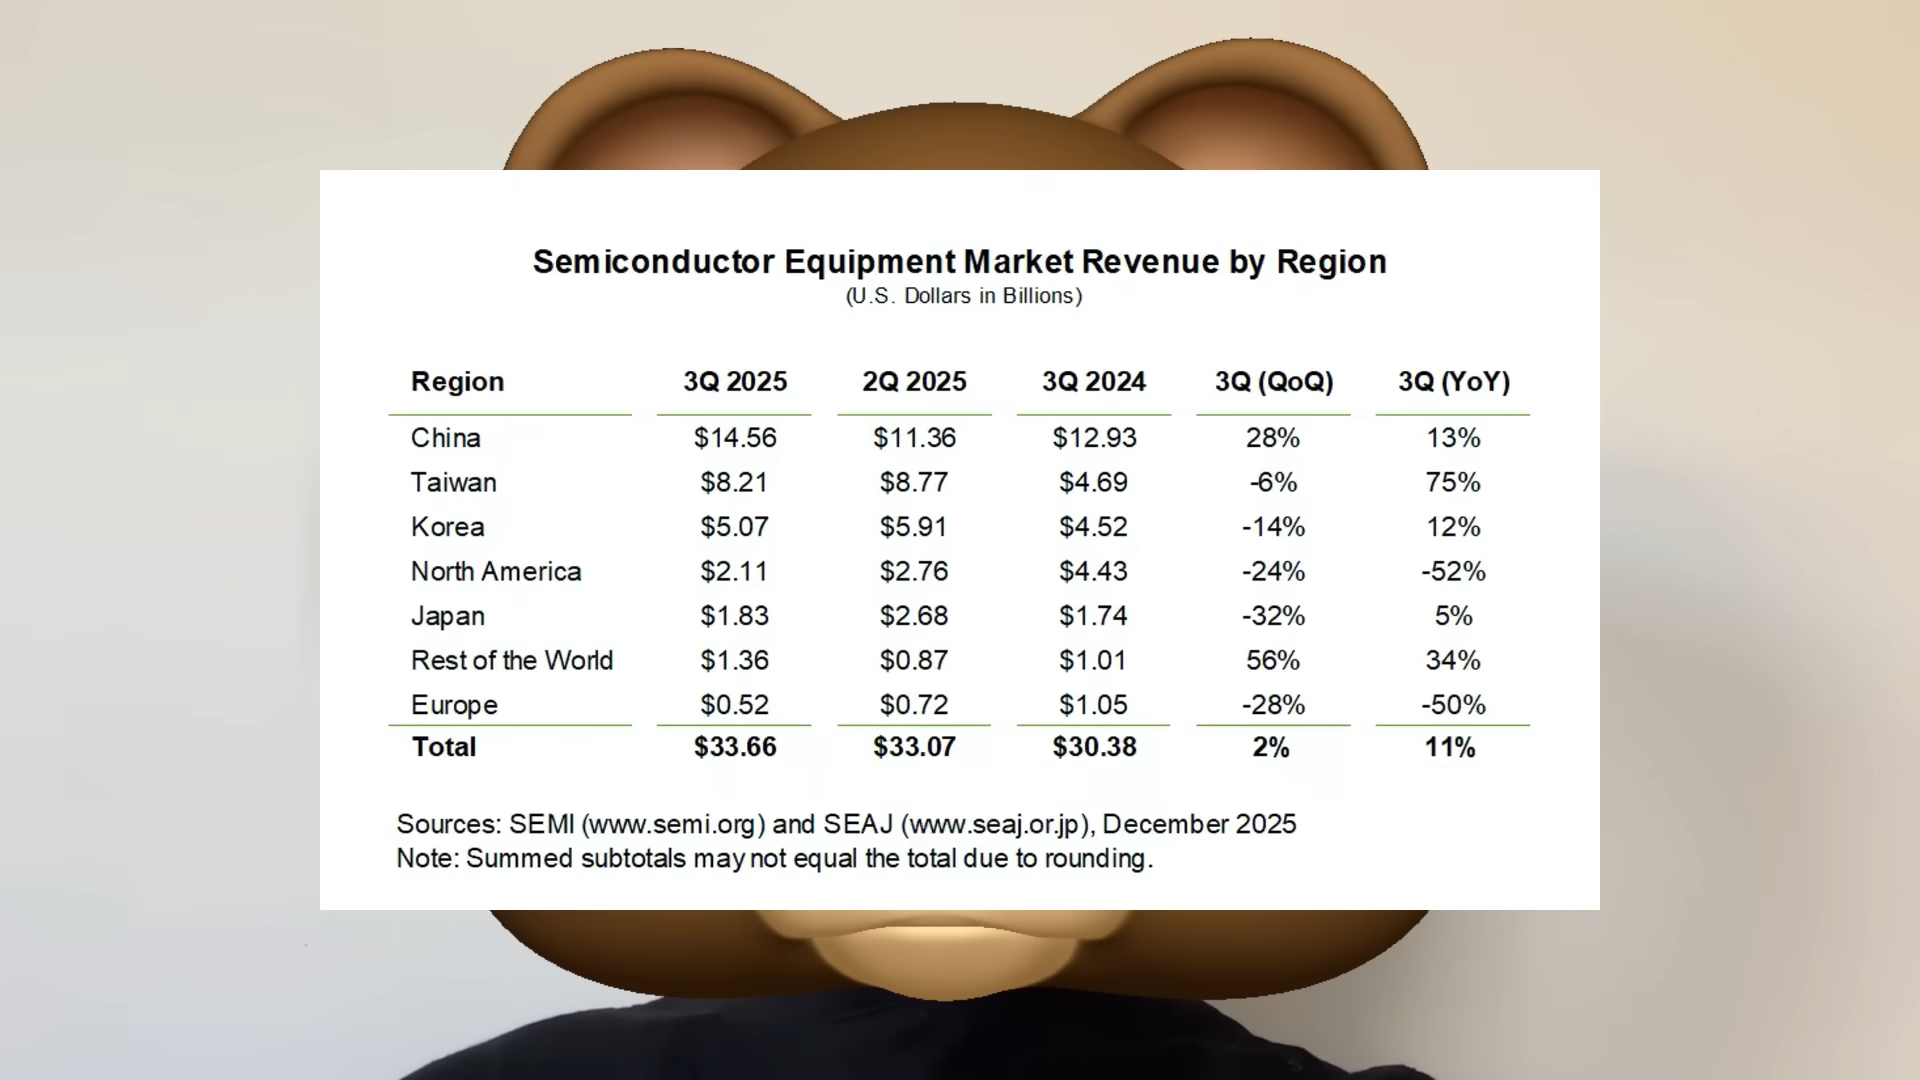 Semiconductor Equipment Market Revenue by Region
(U.S. Dollars in Billions)
Region 3Q 2025 2Q 2025 3Q 2024 3Q (QoQ) 3Q (YoY)
China $14.56 $11.36 $12.93 28% 13%
Taiwan $8.21 $8.77 $4.69 -6% 75%
Korea $5.07 $5.91 $4.52 -14% 12%
North America $2.11 $2.76 $4.43 -24% -52%
Japan $1.83 $2.68 $1.74 -32% 5%
Rest of the World $1.36 $0.87 $1.01 56% 34%
Europe $0.52 $0.72 $1.05 -28% -50%
Total $33.66 $33.07 $30.38 2% 11%
Sources: SEMI (www.semi.org) and SEAJ (www.seaj.or.jp), December 2025
Note: Summed subtotals may not equal the total due to rounding.